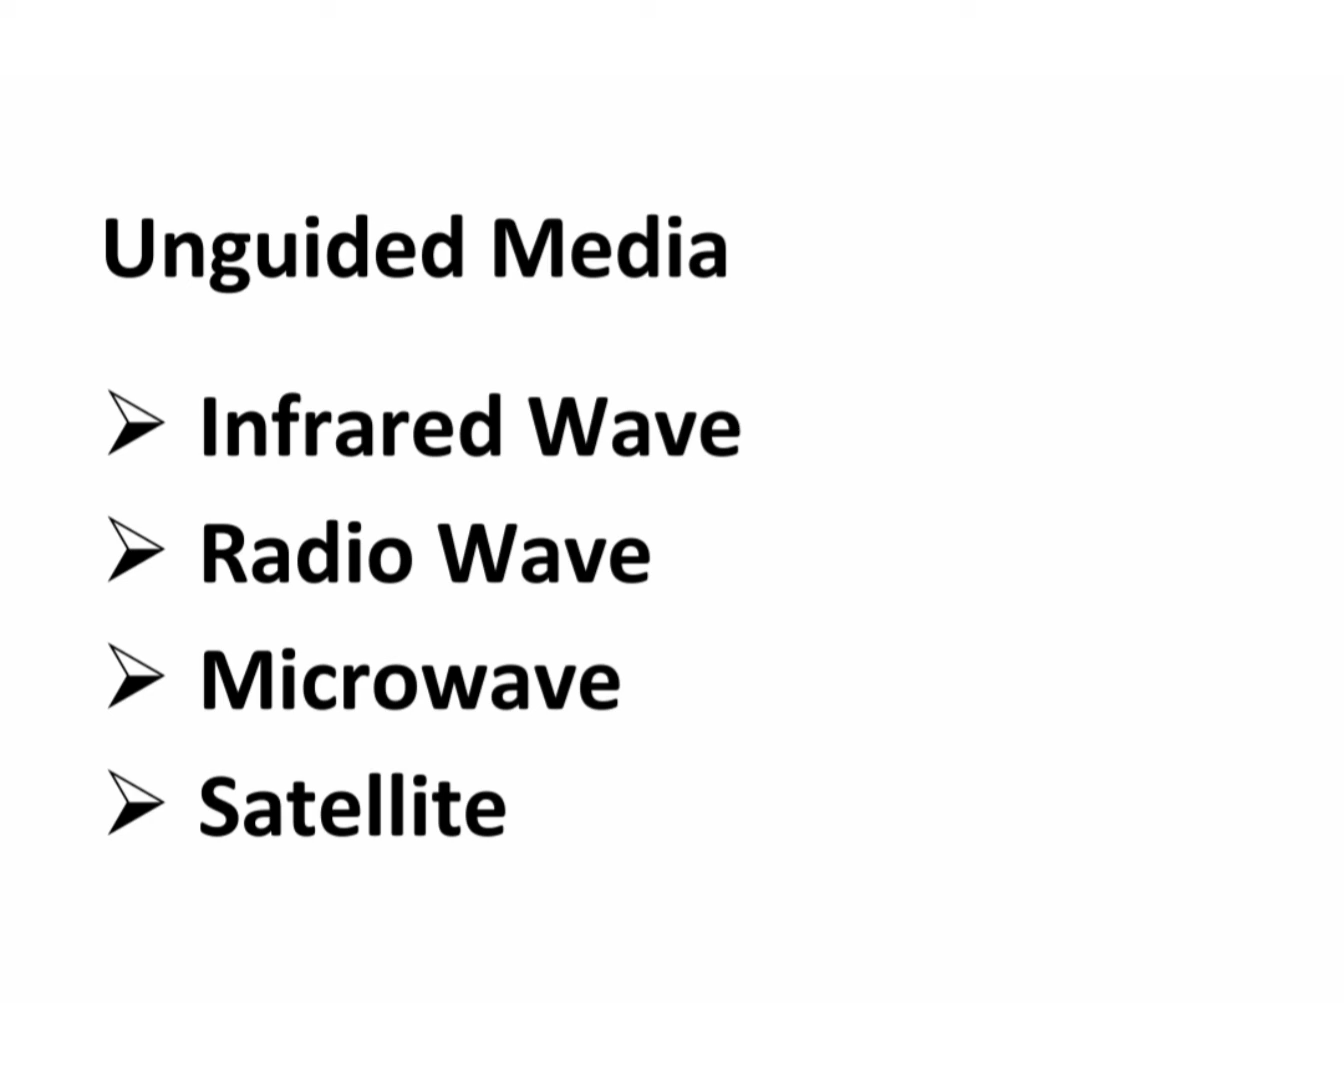 Unguided Media
➢ Infrared Wave
➢ Radio Wave
➢ Microwave
➢ Satellite